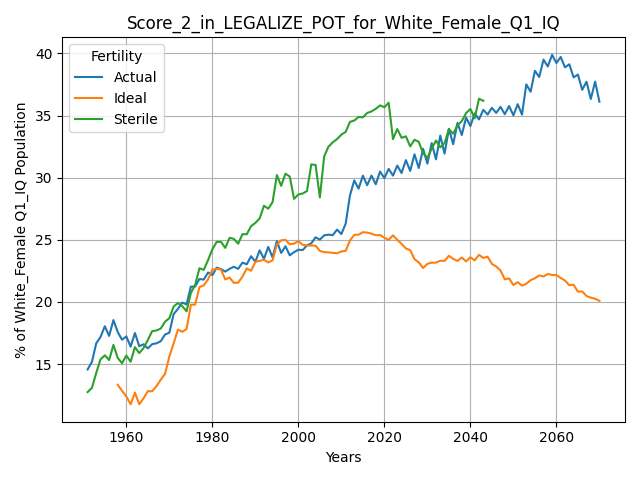 Score_2_in_LEGALIZE_POT_for_White_Female_Q1_IQ
Fertility
Actual
Ideal
Sterile
% of White_Female Q1_IQ Population
40
35
30
25
20
15
1960
1980
2000
2020
2040
2060
Years